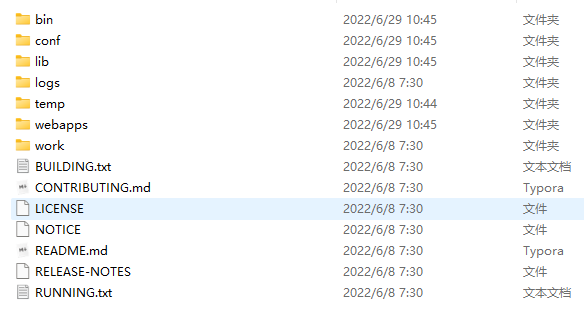 bin 2022/6/29 10:45 文件夹
conf 2022/6/29 10:45 文件夹
lib 2022/6/29 10:45 文件夹
logs 2022/6/8 7:30 文件夹
temp 2022/6/29 10:44 文件夹
webapps 2022/6/29 10:45 文件夹
work 2022/6/8 7:30 文件夹
BUILDING.txt 2022/6/8 7:30 文本文档
CONTRIBUTING.md 2022/6/8 7:30 Typora
LICENSE 2022/6/8 7:30 文件
NOTICE 2022/6/8 7:30 文件
README.md 2022/6/8 7:30 Typora
RELEASE-NOTES 2022/6/8 7:30 文件
RUNNING.txt 2022/6/8 7:30 文本文档